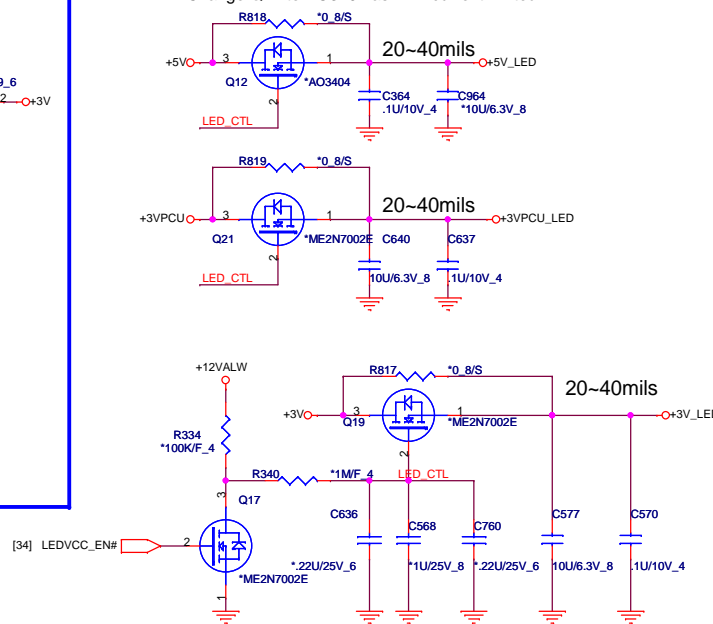 R818
*0_8/S
+5V
3
1
20~40mils
+5V_LED
Q12
*AO3404
2
C364
.1U/10V_4
C964
*10U/6.3V_8
LED_CTL
9_6
2
+3V
R819
*0_8/S
+3VPCU
3
1
20~40mils
+3VPCU_LED
Q21
*ME2N7002E
C640
C637
2
LED_CTL
10U/6.3V_8
.1U/10V_4
+12VALW
R817
*0_8/S
20~40mils
+3V
3
1
Q19
*ME2N7002E
+3V_LE
R334
*100K/F_4
2
R340
*1M/F_4
LED_CTL
3
Q17
C636
C568
C760
C577
C570
[34] LEDVCC_EN#
2
*.22U/25V_6
*1U/25V_8
*.22U/25V_6
10U/6.3V_8
.1U/10V_4
*ME2N7002E
1